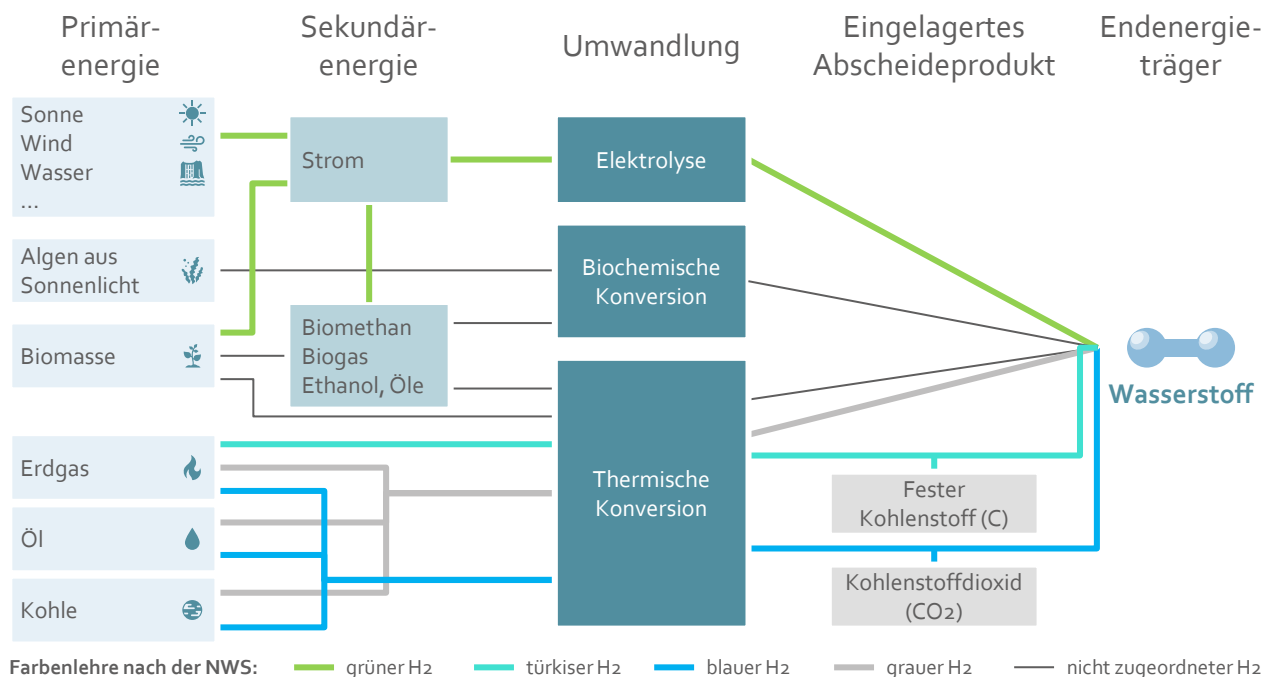 Primär-
energie
Sekundär-
energie
Umwandlung
Eingelagertes
Abscheideprodukt
Endenergie-
träger
Sonne
Wind
Wasser
...
Strom
Elektrolyse
Algen aus
Sonnenlicht
Biochemische
Konversion
Biomasse
Biomethan
Biogas
Ethanol, Öle
Wasserstoff
Erdgas
Öl
Kohle
Thermische
Konversion
Fester
Kohlenstoff (C)
Kohlenstoffdioxid
(CO2)
Farbenlehre nach der NWS: grüner H2 türkiser H2 blauer H2 grauer H2 nicht zugeordneter H2